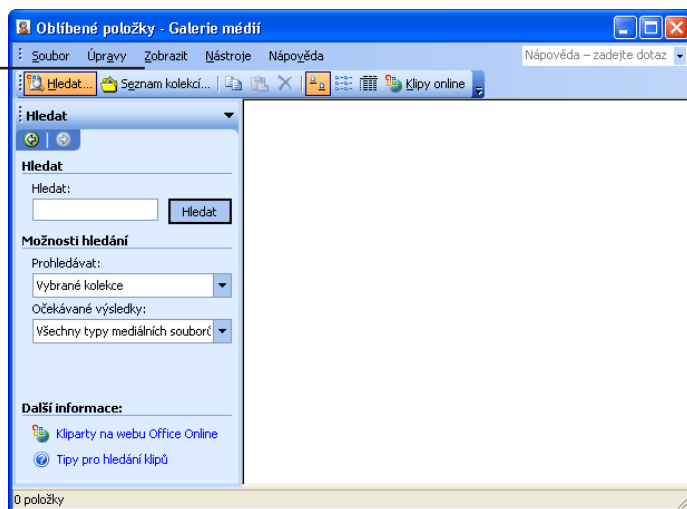 Oblíbené položky - Galerie médií
Soubor Úpravy Zobrazit Nástroje Nápověda Nápověda – zadejte dotaz
Hledat... Seznam kolekcí... Klipy online
Hledat
Hledat
Hledat:
Hledat
Možnosti hledání
Prohledávat:
Vybrané kolekce
Očekávané výsledky:
Všechny typy mediálních souborů
Další informace:
Kliparty na webu Office Online
Tipy pro hledání klipů
0 položky